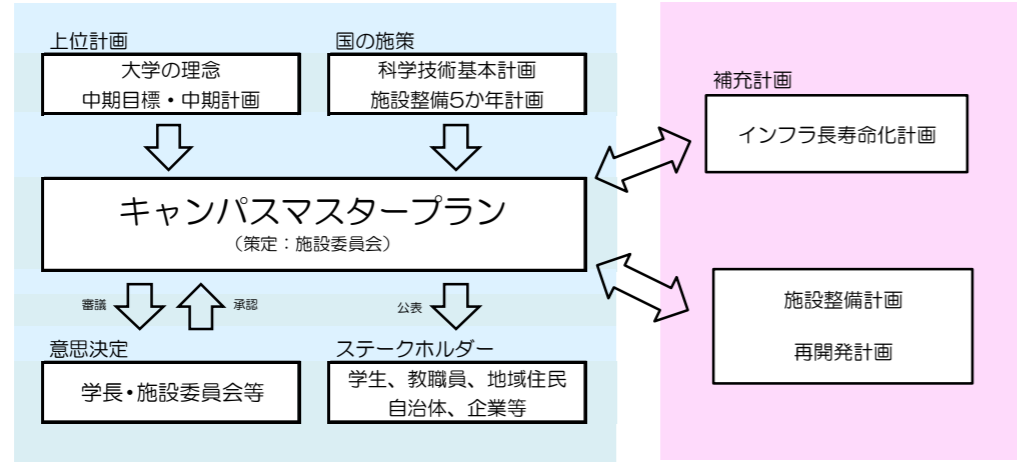 上位計画
大学の理念
中期目標・中期計画
国の施策
科学技術基本計画
施設整備5か年計画
キャンパスマスタープラン
（策定：施設委員会）
審議
承認
公表
意思決定
学長・施設委員会等
ステークホルダー
学生、教職員、地域住民
自治体、企業等
補充計画
インフラ長寿命化計画
施設整備計画
再開発計画